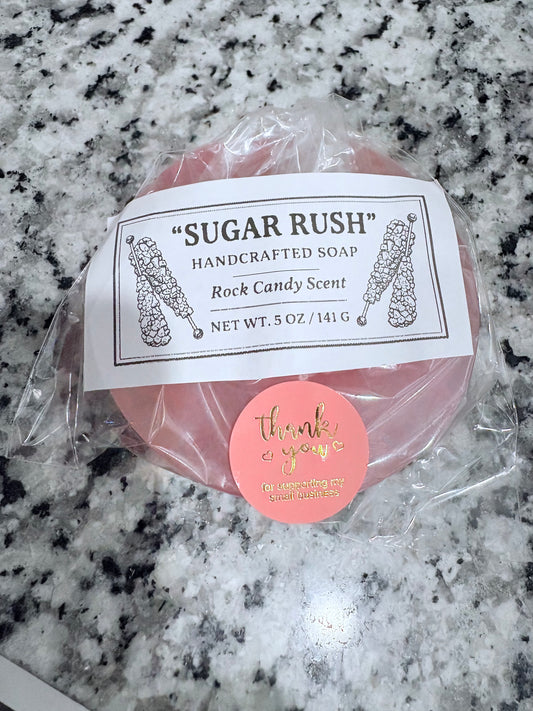 "SUGAR RUSH"
HANDCRAFTED SOAP
Rock Candy Scent
NET WT. 5 OZ / 141 G
thank
you
for supporting my
small business